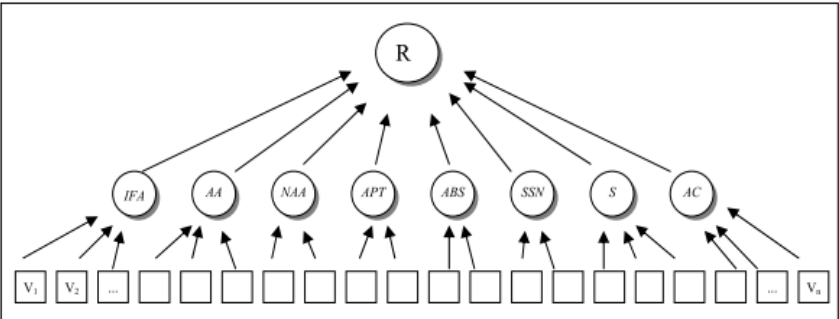 R
IFA AA NAA APT ABS SSN S AC
V1 V2 ... ... Vn